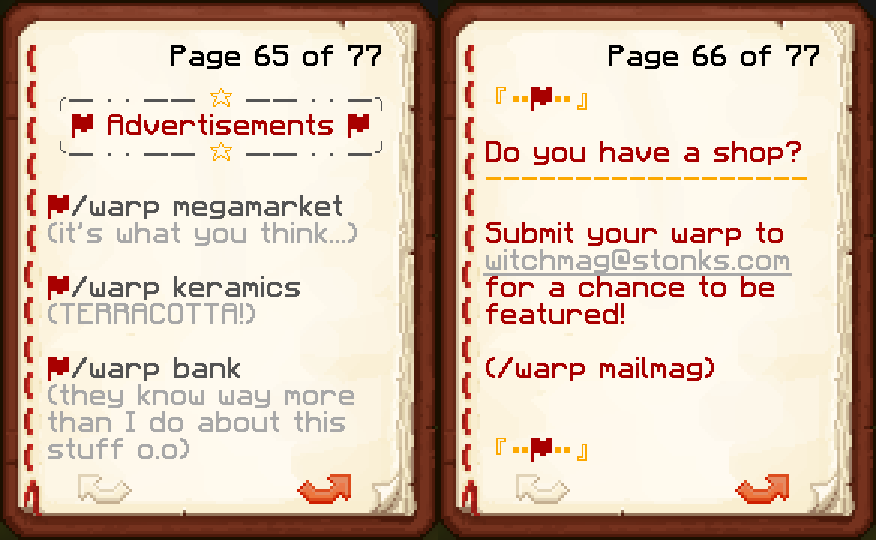 Page 65 of 77
Advertisements
/warp megamarket
(it's what you think...)
/warp keramics
(TERRACOTTA!)
/warp bank
(they know way more
than I do about this
stuff o.o)
Page 66 of 77
Do you have a shop?
Submit your warp to
witchmag@stonks.com
for a chance to be
featured!
(/warp mailmag)